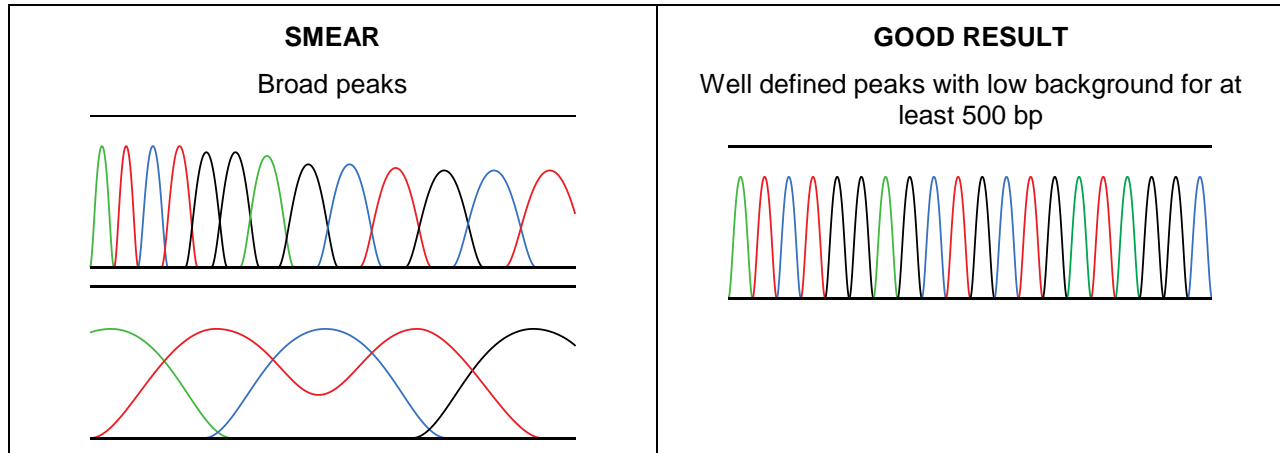 SMEAR
Broad peaks
GOOD RESULT
Well defined peaks with low background for at
least 500 bp